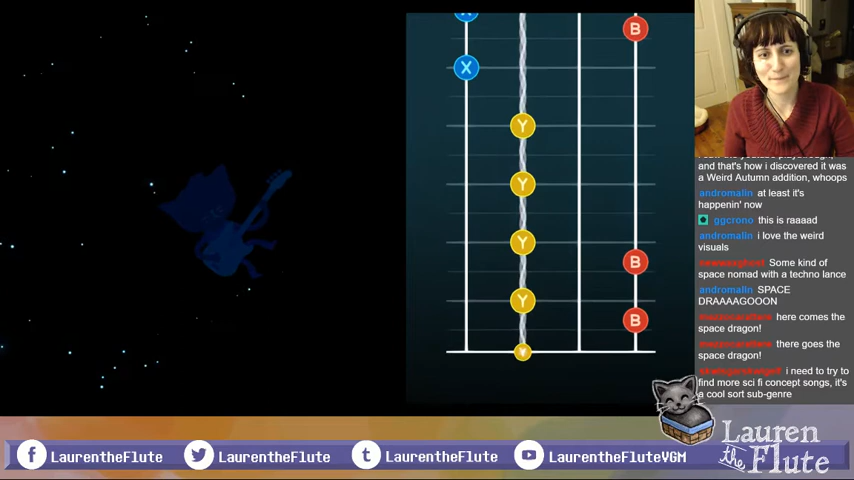 B
X
Y
Y
Y
B
Y
B
and that's how i discovered it was
a Weird Autumn addition, whoops
andromalin at least it's
happenin' now
ggcrono this is raaaad
andromalin i love the weird
visuals
Some kind of
space nomad with a techno lance
andromalin SPACE
DRAAAAGOOON
here comes the
space dragon!
there goes the
space dragon!
i need to try to
find more sci fi concept songs, it's
a cool sort sub-genre
Lauren
the Flute
LaurentheFlute
LaurentheFlute
LaurentheFlute
LaurentheFluteVGM